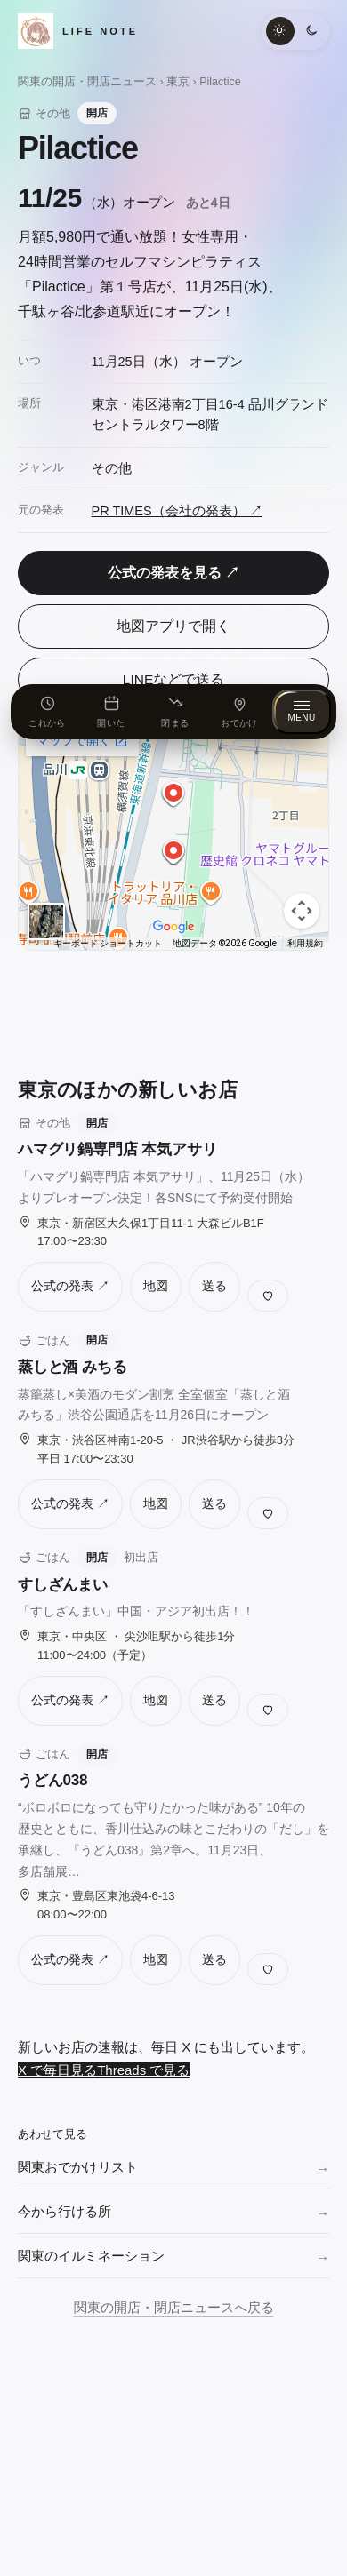 LIFE NOTE
関東の開店・閉店ニュース › 東京 › Pilactice
その他 開店
Pilactice
11/25（水）オープン あと4日
月額5,980円で通い放題！女性専用・
24時間営業のセルフマシンピラティス
「Pilactice」第１号店が、11月25日(水)、
千駄ヶ谷/北参道駅近にオープン！
いつ 11月25日（水） オープン
場所 東京・港区港南2丁目16-4 品川グランド
セントラルタワー8階
ジャンル その他
元の発表 PR TIMES（会社の発表） ↗
公式の発表を見る ↗
地図アプリで開く
LINEなどで送る
これから 開いた 閉まる おでかけ MENU
マップで開く
品川 JR
横須賀線
東海道新幹線
京浜東北線
2丁目
ヤマトグルー
歴史館 クロネコ ヤマト
トラットリア・
イタリア 品川店
Google
キーボード ショートカット 地図データ ©2026 Google 利用規約
東京のほかの新しいお店
その他 開店
ハマグリ鍋専門店 本気アサリ
「ハマグリ鍋専門店 本気アサリ」、11月25日（水）
よりプレオープン決定！各SNSにて予約受付開始
東京・新宿区大久保1丁目11-1 大森ビルB1F
17:00〜23:30
公式の発表 ↗ 地図 送る
ごはん 開店
蒸しと酒 みちる
蒸籠蒸し×美酒のモダン割烹 全室個室「蒸しと酒
みちる」渋谷公園通店を11月26日にオープン
東京・渋谷区神南1-20-5 ・ JR渋谷駅から徒歩3分
平日 17:00〜23:30
公式の発表 ↗ 地図 送る
ごはん 開店 初出店
すしざんまい
「すしざんまい」中国・アジア初出店！！
東京・中央区 ・ 尖沙咀駅から徒歩1分
11:00〜24:00（予定）
公式の発表 ↗ 地図 送る
ごはん 開店
うどん038
“ボロボロになっても守りたかった味がある” 10年の
歴史とともに、香川仕込みの味とこだわりの「だし」を
承継し、『うどん038』第2章へ。11月23日、
多店舗展…
東京・豊島区東池袋4-6-13
08:00〜22:00
公式の発表 ↗ 地図 送る
新しいお店の速報は、毎日 X にも出しています。
X で毎日見るThreads で見る
あわせて見る
関東おでかけリスト →
今から行ける所 →
関東のイルミネーション →
関東の開店・閉店ニュースへ戻る